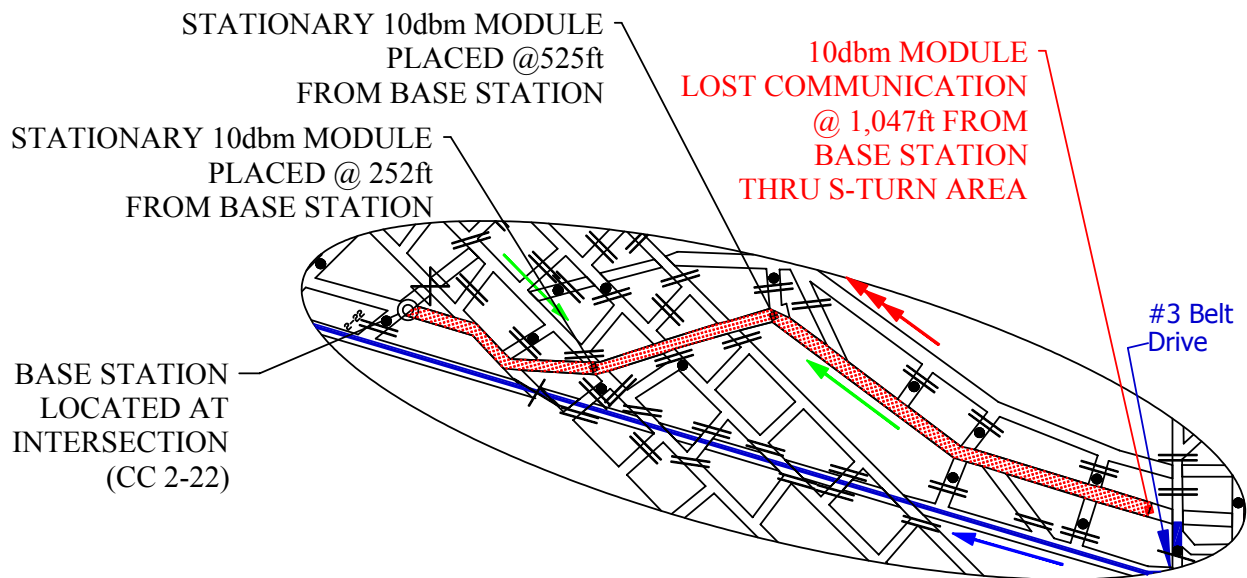 STATIONARY 10dbm MODULE
PLACED @525ft
FROM BASE STATION
10dbm MODULE
LOST COMMUNICATION
@ 1,047ft FROM
BASE STATION
THRU S-TURN AREA
STATIONARY 10dbm MODULE
PLACED @ 252ft
FROM BASE STATION
#3 Belt
Drive
2-22
BASE STATION
LOCATED AT
INTERSECTION
(CC 2-22)